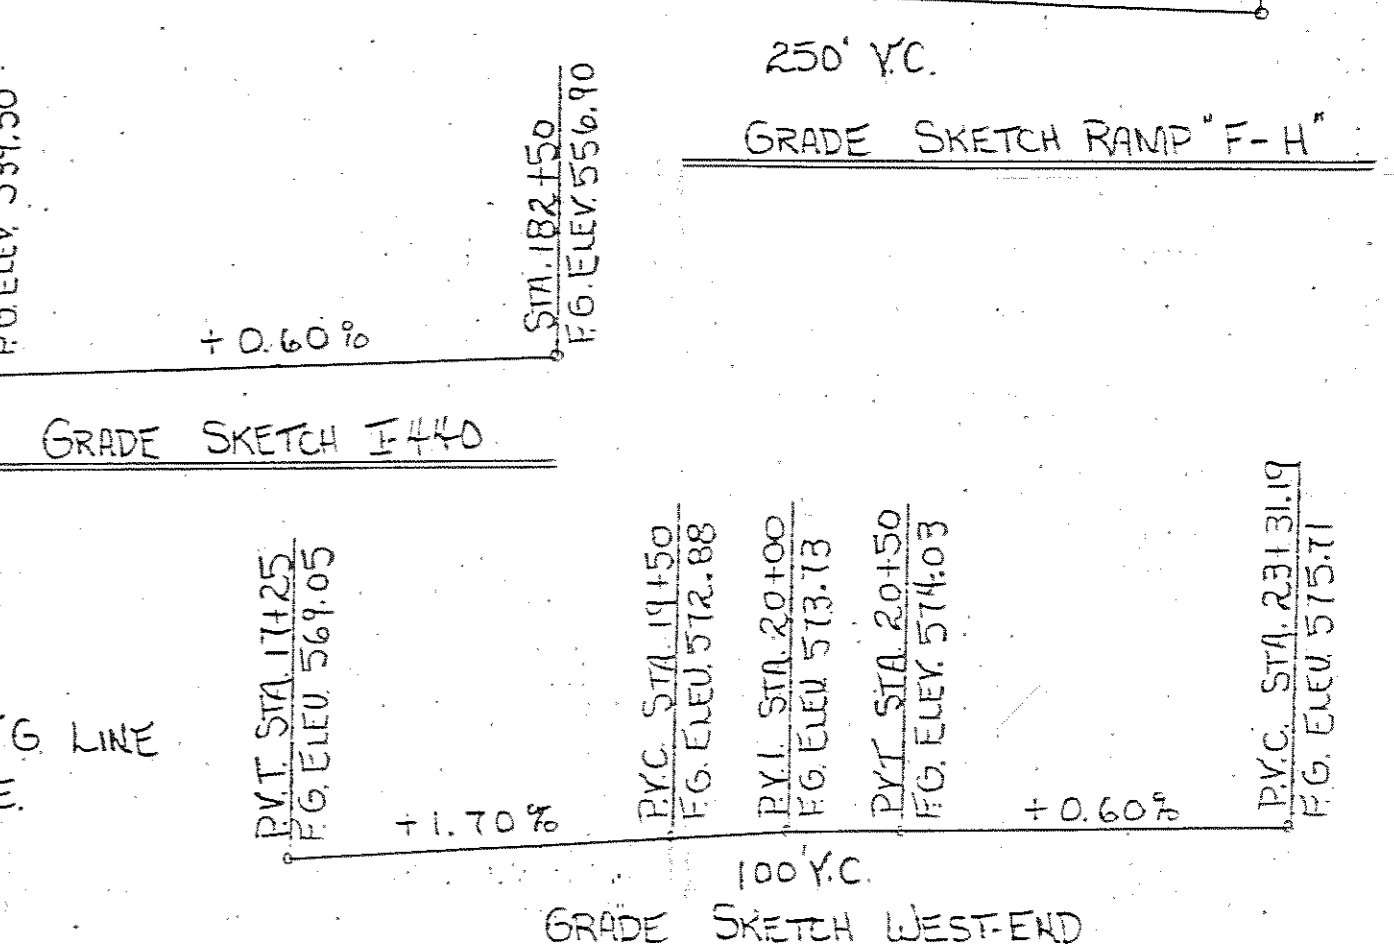 250' V.C.
GRADE SKETCH RAMP "F-H"
STA. 182+50
F.G. ELEV. 556.90
+0.60%
GRADE SKETCH I-440
P.V.T. STA. 17+25
F.G. ELEV. 569.05
+1.70%
P.V.C. STA. 19+50
F.G. ELEV. 572.88
P.V.I. STA. 20+00
F.G. ELEV. 573.73
P.V.T. STA. 20+50
F.G. ELEV. 574.03
+0.60%
P.V.C. STA. 23+31.19
F.G. ELEV. 575.71
G LINE
100' V.C.
GRADE SKETCH WEST-END